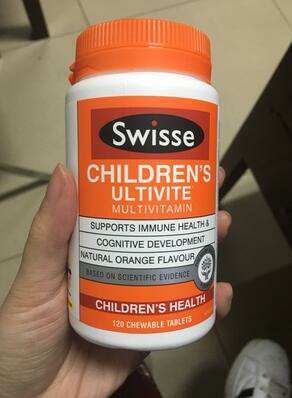 Swisse
CHILDREN'S
ULTIVITE
MULTIVITAMIN
SUPPORTS IMMUNE HEALTH &
COGNITIVE DEVELOPMENT
NATURAL ORANGE FLAVOUR
BASED ON SCIENTIFIC EVIDENCE
CHILDREN'S HEALTH
120 CHEWABLE TABLETS